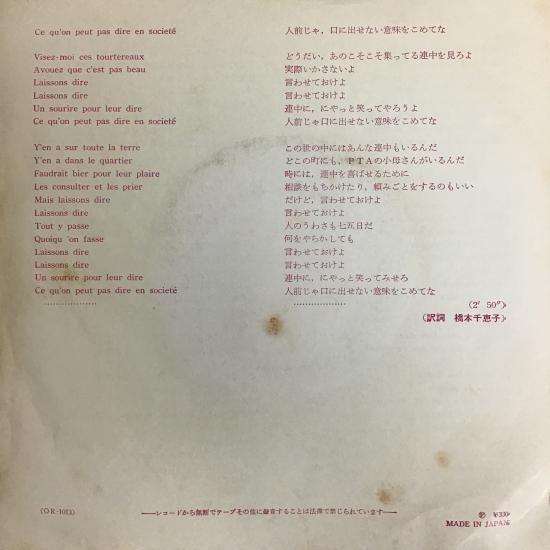 Ce qu'on peut pas dire en societé
人前じゃ、口に出せない意味をこめてな
Visez-moi ces tourtereaux
どうだい、あのこそこそ集ってる連中を見ろよ
Avouez que c'est pas beau
実際いかさないよ
Laissons dire
言わせておけよ
Laissons dire
言わせておけよ
Un sourire pour leur dire
連中に、にやっと笑ってやろうよ
Ce qu'on peut pas dire en societé
人前じゃ口に出せない意味をこめてな
Y'en a sur toute la terre
この世の中にはあんな連中もいるんだ
Y'en a dans le quartier
どこの町にも、PTAの小母さんがいるんだ
Faudrait bier pour leur plaire
時には、連中を喜ばせるために
Les consulter et les prier
相談をもちかけたり、頼みごとをするのもいい
Mais laissons dire
だけど、言わせておけよ
Laissons dire
言わせておけよ
Tout y passe
人のうわさも七五日だ
Quoiqu 'on fasse
何をやらかしても
Laissons dire
言わせておけよ
Laissons dire
言わせておけよ
Un sourire pour leur dire
連中に、にやっと笑ってみせろ
Ce qu'on peut pas dire en societé
人前じゃ口に出せない意味をこめてな
..................
..................
(2′ 50″)
(訳詞 橋本千恵子)
(OR-1013)
——レコードから無断でテープその他に録音することは法律で禁じられています——
Ⓟ ¥330
MADE IN JAPAN